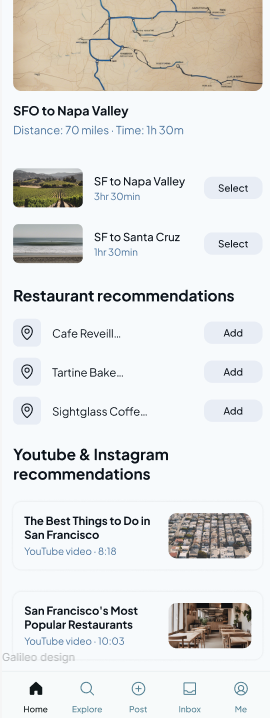 SFO to Napa Valley
Distance: 70 miles · Time: 1h 30m
SF to Napa Valley
3hr 30min
Select
SF to Santa Cruz
1hr 30min
Select
Restaurant recommendations
Cafe Reveill...
Add
Tartine Bake...
Add
Sightglass Coffe...
Add
Youtube & Instagram
recommendations
The Best Things to Do in
San Francisco
YouTube video · 8:18
San Francisco's Most
Popular Restaurants
YouTube video · 10:03
Galileo design
Home
Explore
Post
Inbox
Me